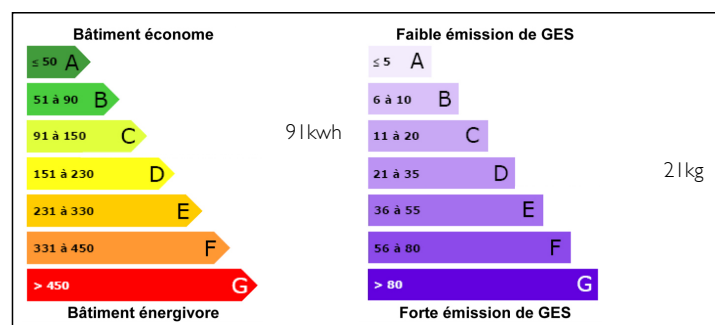 Bâtiment économe
≤ 50 A
51 à 90 B
91 à 150 C
151 à 230 D
231 à 330 E
331 à 450 F
> 450 G
Bâtiment énergivore
91kwh
Faible émission de GES
≤ 5 A
6 à 10 B
11 à 20 C
21 à 35 D
36 à 55 E
56 à 80 F
> 80 G
Forte émission de GES
21kg